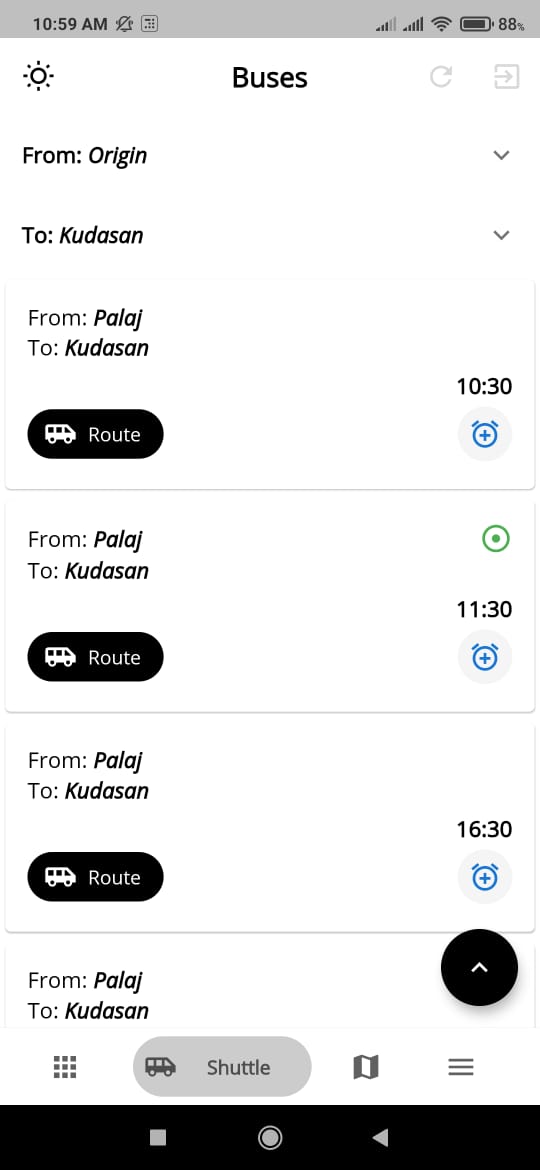 10:59 AM
88%
Buses
From: Origin
To: Kudasan
From: Palaj
To: Kudasan
10:30
Route
From: Palaj
To: Kudasan
11:30
Route
From: Palaj
To: Kudasan
16:30
Route
From: Palaj
To: Kudasan
Shuttle